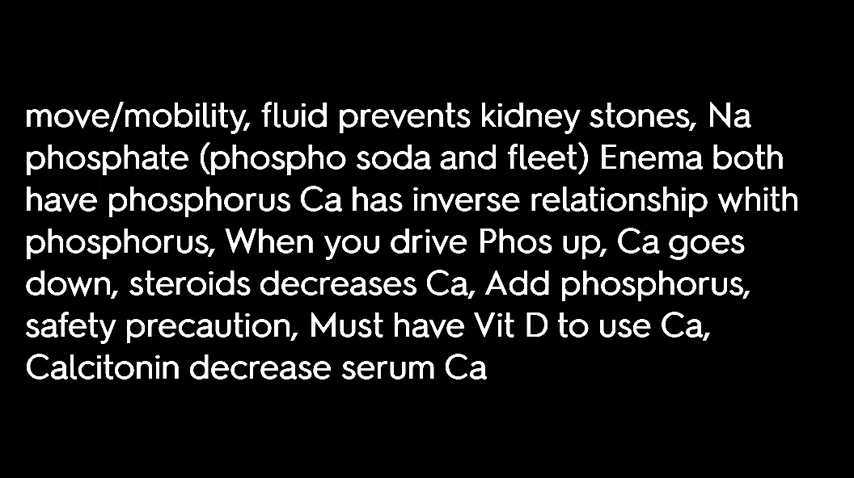 move/mobility, fluid prevents kidney stones, Na
phosphate (phospho soda and fleet) Enema both
have phosphorus Ca has inverse relationship whith
phosphorus, When you drive Phos up, Ca goes
down, steroids decreases Ca, Add phosphorus,
safety precaution, Must have Vit D to use Ca,
Calcitonin decrease serum Ca